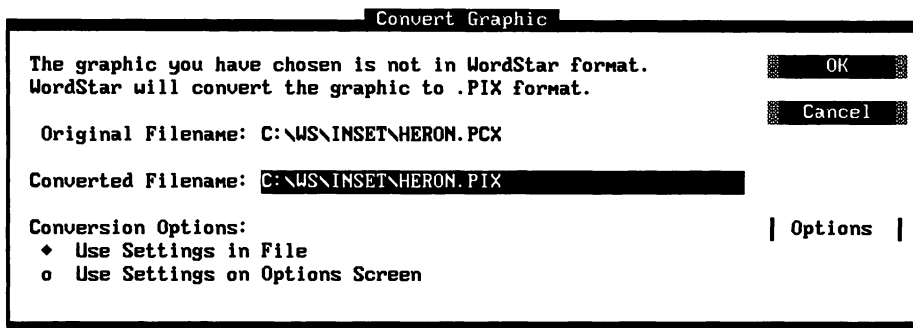 Convert Graphic
The graphic you have chosen is not in WordStar format.
WordStar will convert the graphic to .PIX format.
OK
Cancel
Original Filename: C:\WS\INSET\HERON.PCX
Converted Filename: C:\WS\INSET\HERON.PIX
Conversion Options:
Options
♦ Use Settings in File
o Use Settings on Options Screen